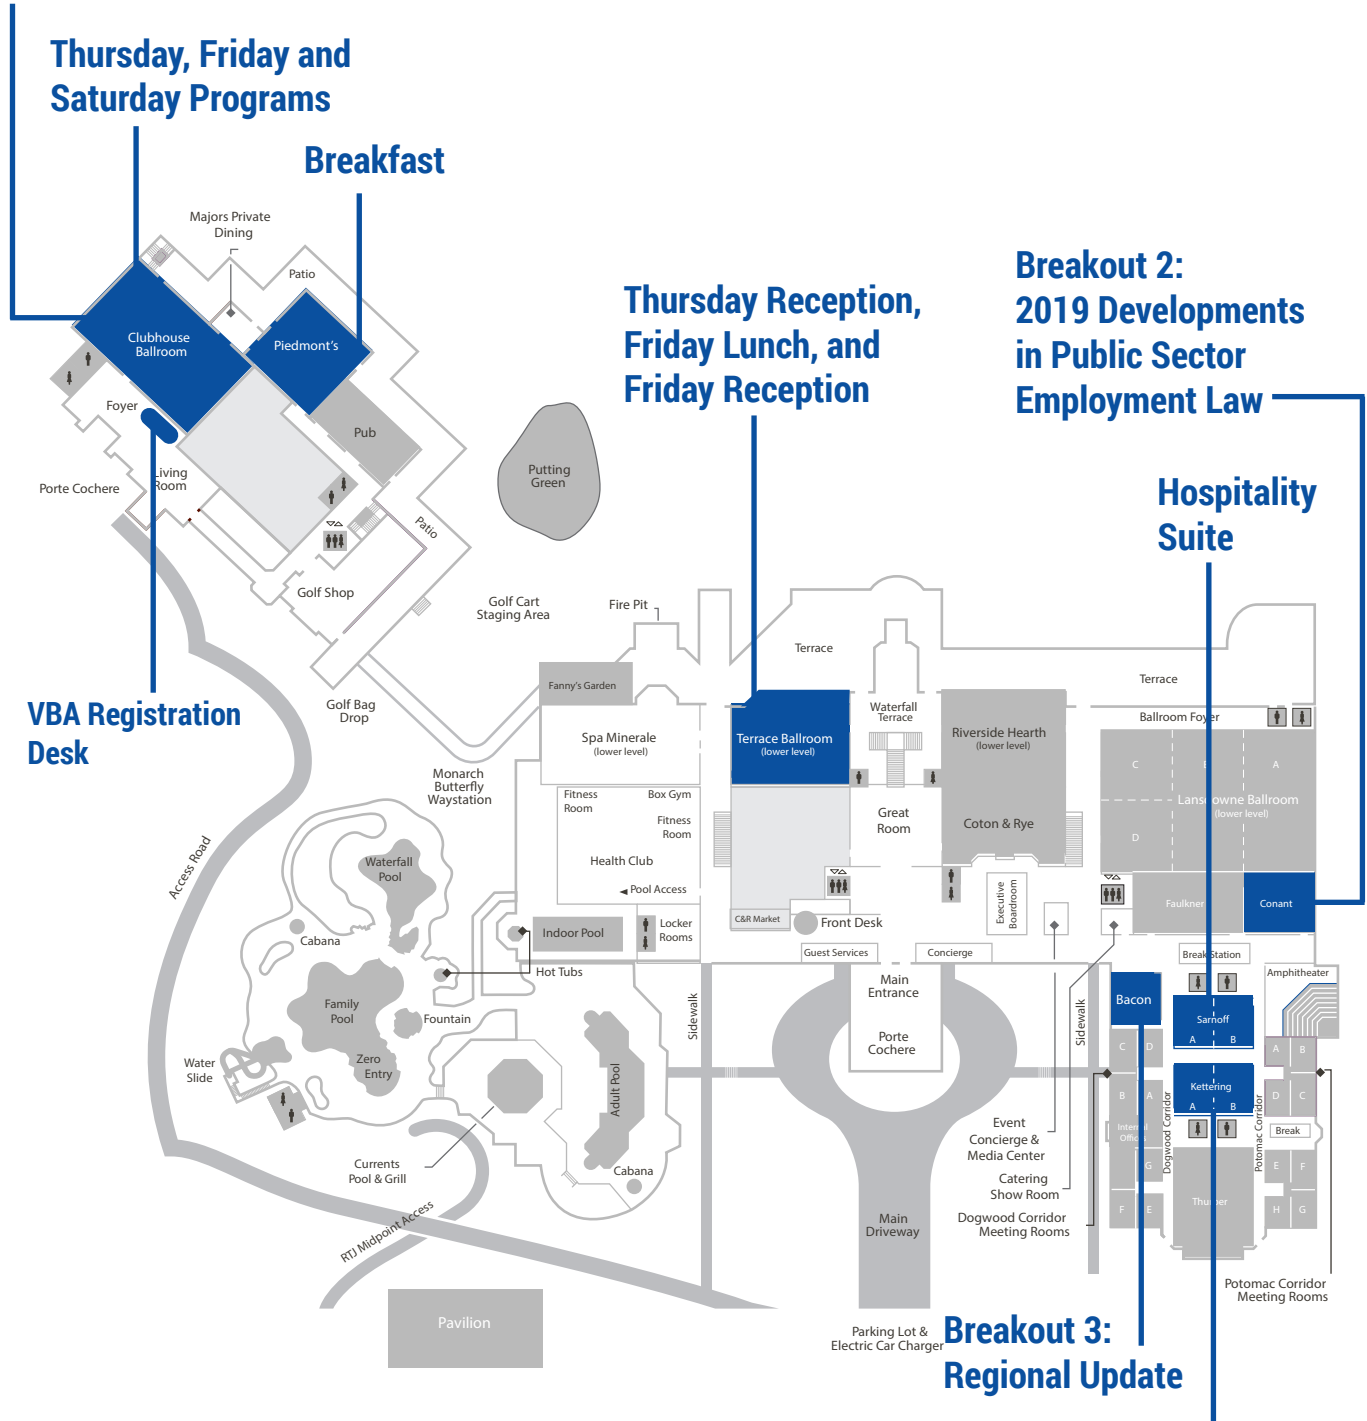 Thursday, Friday and
Saturday Programs
Breakfast
Majors Private
Dining
Patio
Clubhouse
Ballroom
Piedmont's
Foyer
Pub
Living
Room
Porte Cochere
Patio
Golf Shop
Putting
Green
Thursday Reception,
Friday Lunch, and
Friday Reception
Breakout 2:
2019 Developments
in Public Sector
Employment Law
Hospitality
Suite
Golf Cart
Staging Area
Fire Pit
Terrace
Terrace
VBA Registration
Desk
Golf Bag
Drop
Fanny's Garden
Spa Minerale
(lower level)
Terrace Ballroom
(lower level)
Waterfall
Terrace
Riverside Hearth
(lower level)
Ballroom Foyer
C
B
A
Lansdowne Ballroom
(lower level)
D
Monarch
Butterfly
Waystation
Fitness
Room
Box Gym
Fitness
Room
Great
Room
Coton & Rye
Health Club
Pool Access
Access Road
Waterfall
Pool
Cabana
Indoor Pool
Locker
Rooms
C&R Market
Front Desk
Executive
Boardroom
Faulkner
Conant
Guest Services
Concierge
Break Station
Hot Tubs
Amphitheater
Main
Entrance
Bacon
Family
Pool
Fountain
Sidewalk
Sidewalk
Sarnoff
A B
Porte
Cochere
C D
A B
Zero
Entry
Water
Slide
Adult Pool
Kettering
A B
B A
D C
Dogwood Corridor
Potomac Corridor
Internal
Offices
Break
Event
Concierge &
Media Center
Currents
Pool & Grill
Cabana
G
E F
Catering
Show Room
Thurber
F E
H G
Dogwood Corridor
Meeting Rooms
Main
Driveway
RTJ Midpoint Access
Potomac Corridor
Meeting Rooms
Pavilion
Parking Lot &
Electric Car Charger
Breakout 3:
Regional Update